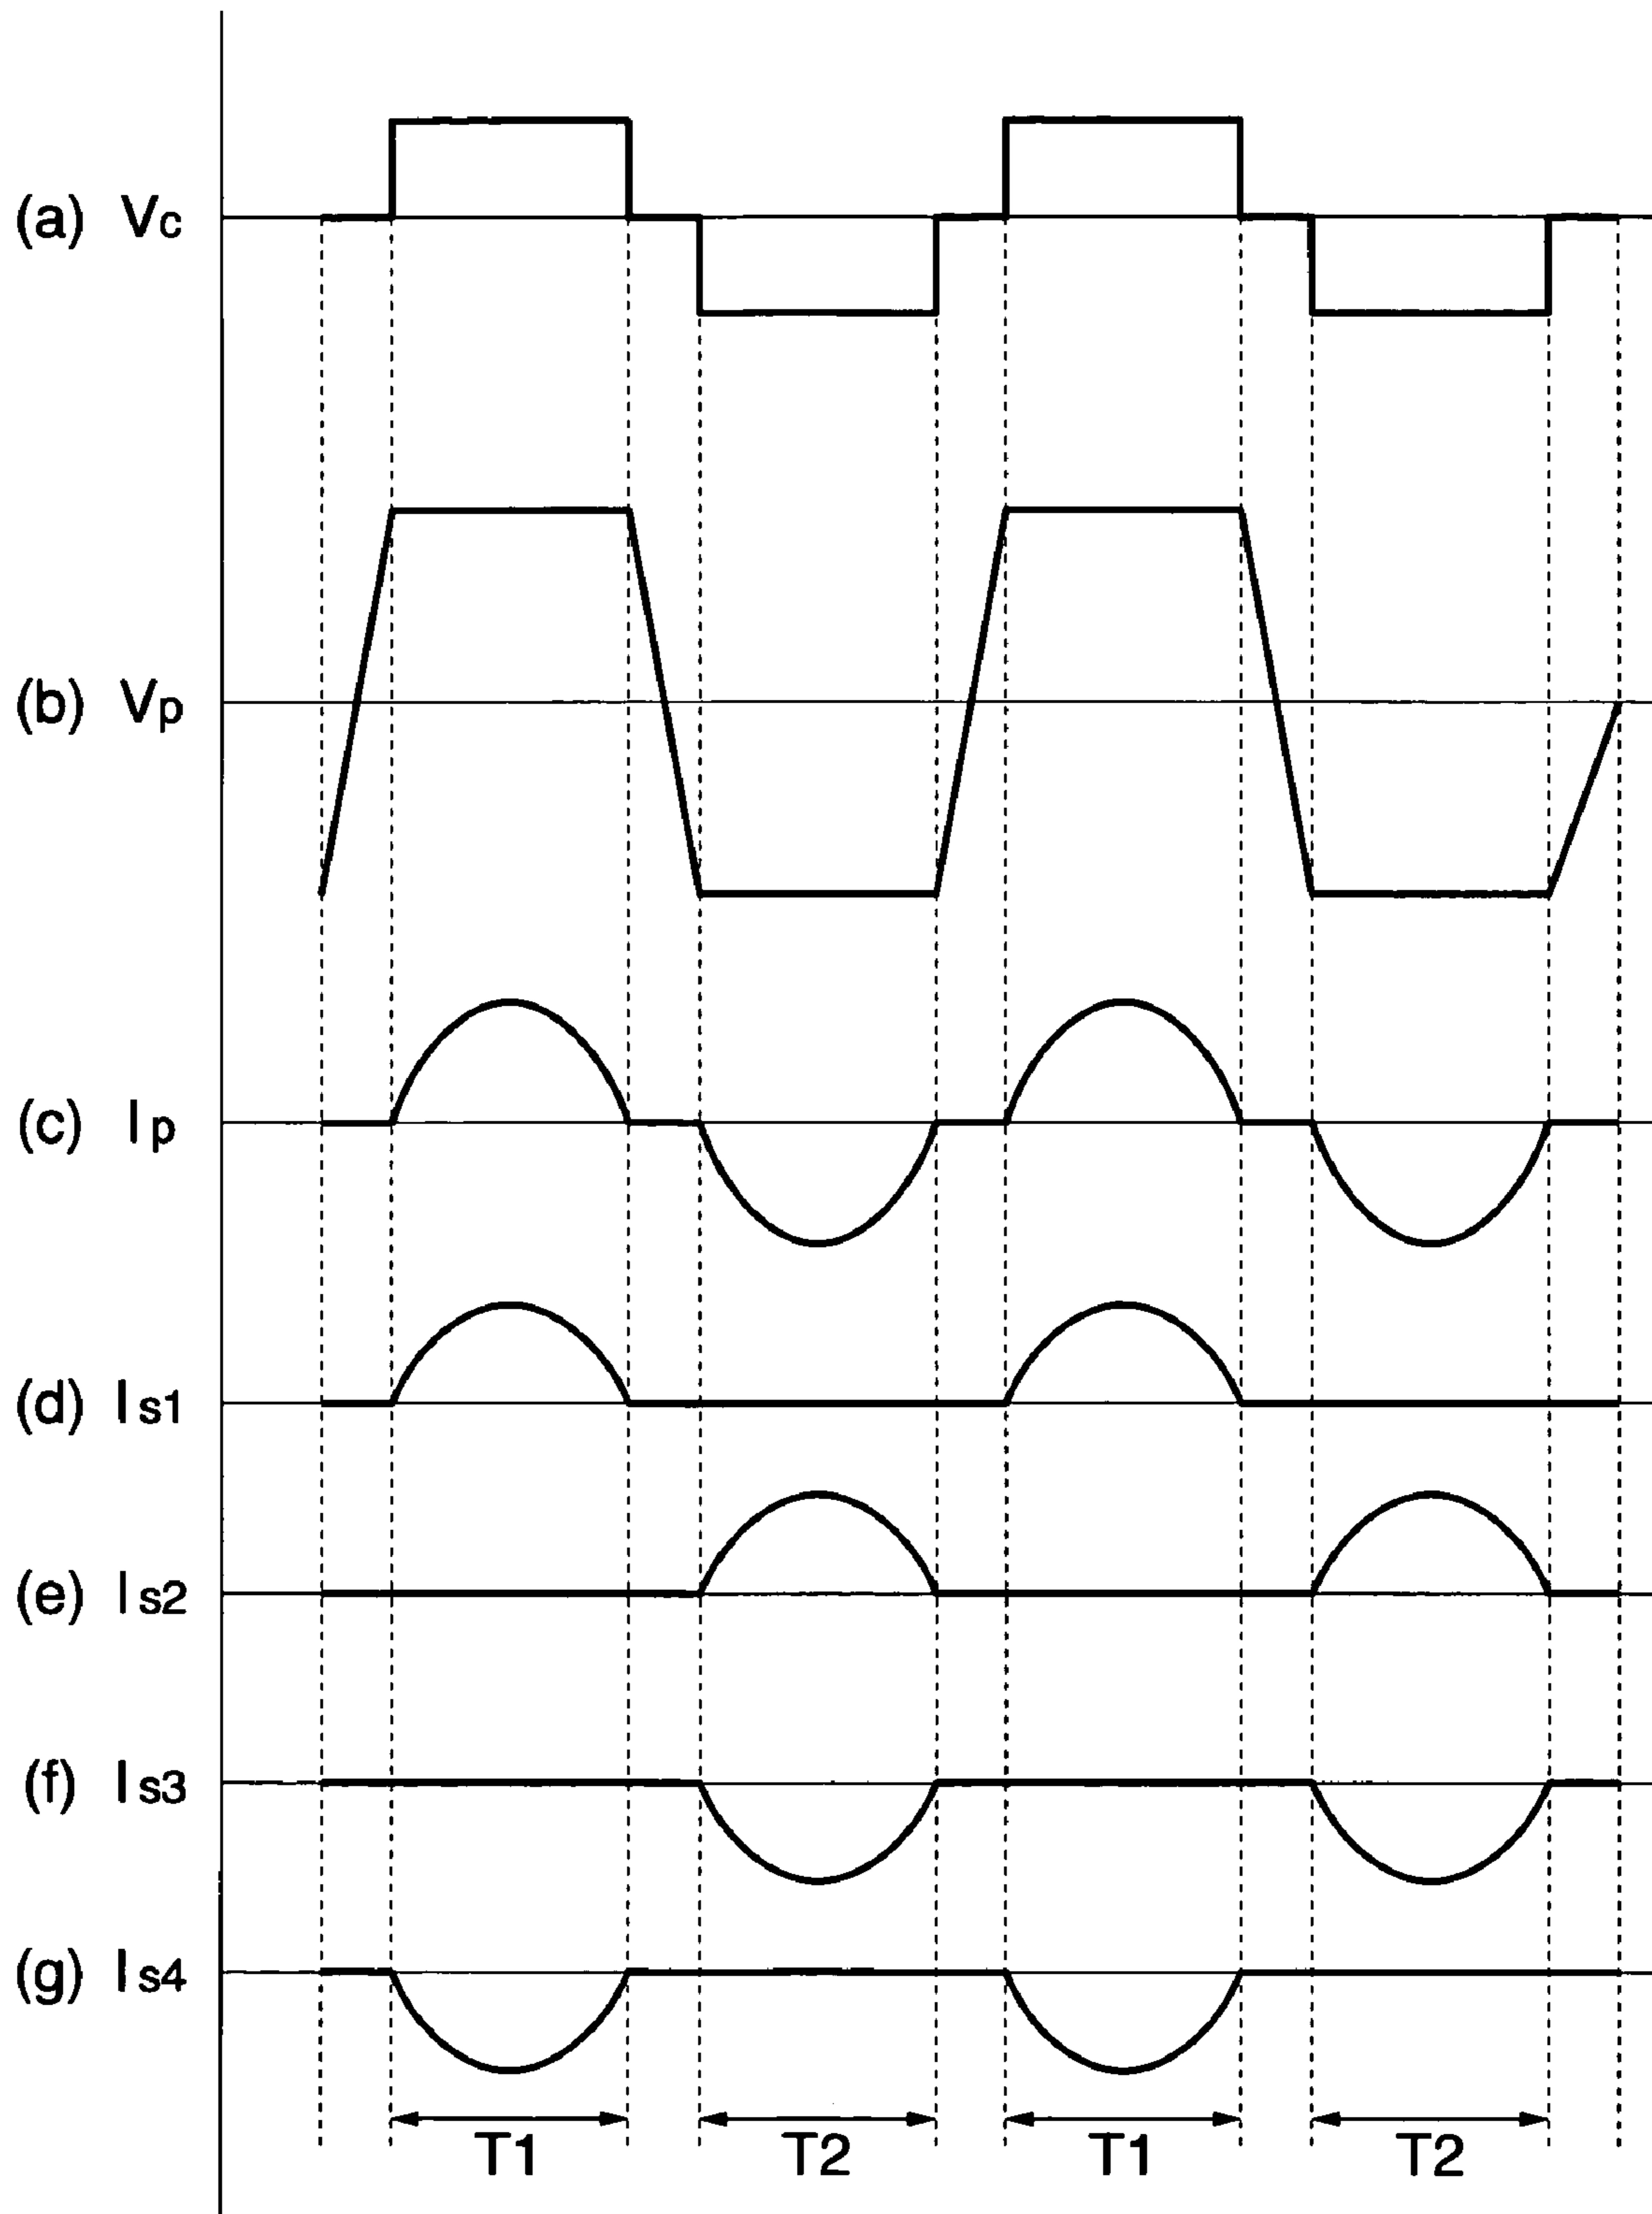 (a) Vc
(b) Vp
(c) Ip
(d) Is1
(e) Is2
(f) Is3
(g) Is4
T1 T2 T1 T2